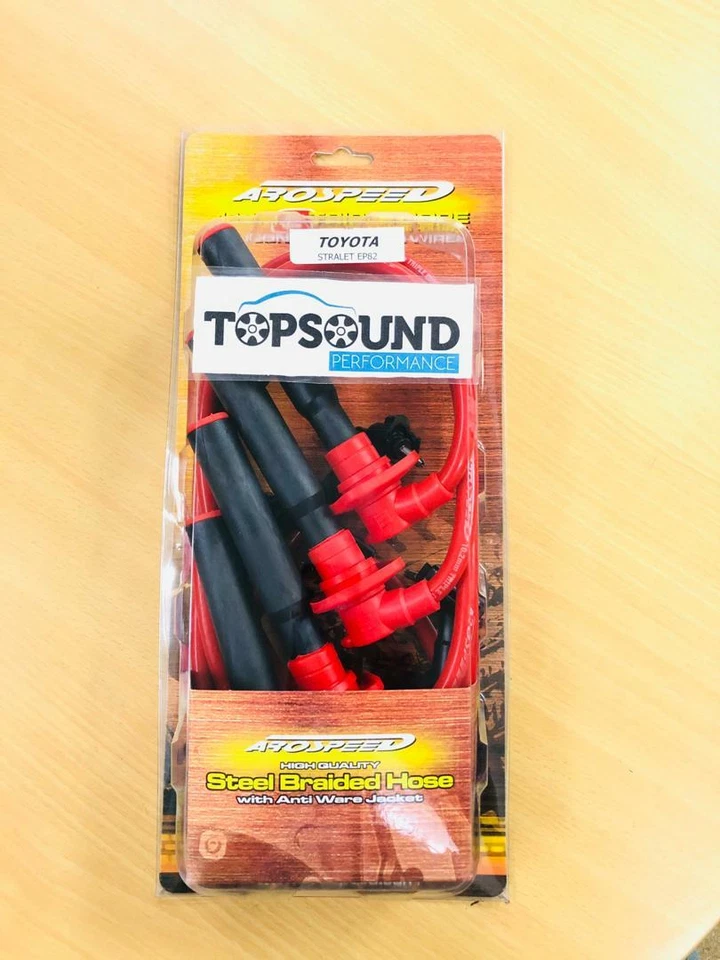 AROSPEED
TOYOTA
STRALET EP82
TOPSOUND
PERFORMANCE
AROSPEED
HIGH QUALITY
Steel Braided Hose
with Anti Ware Jacket